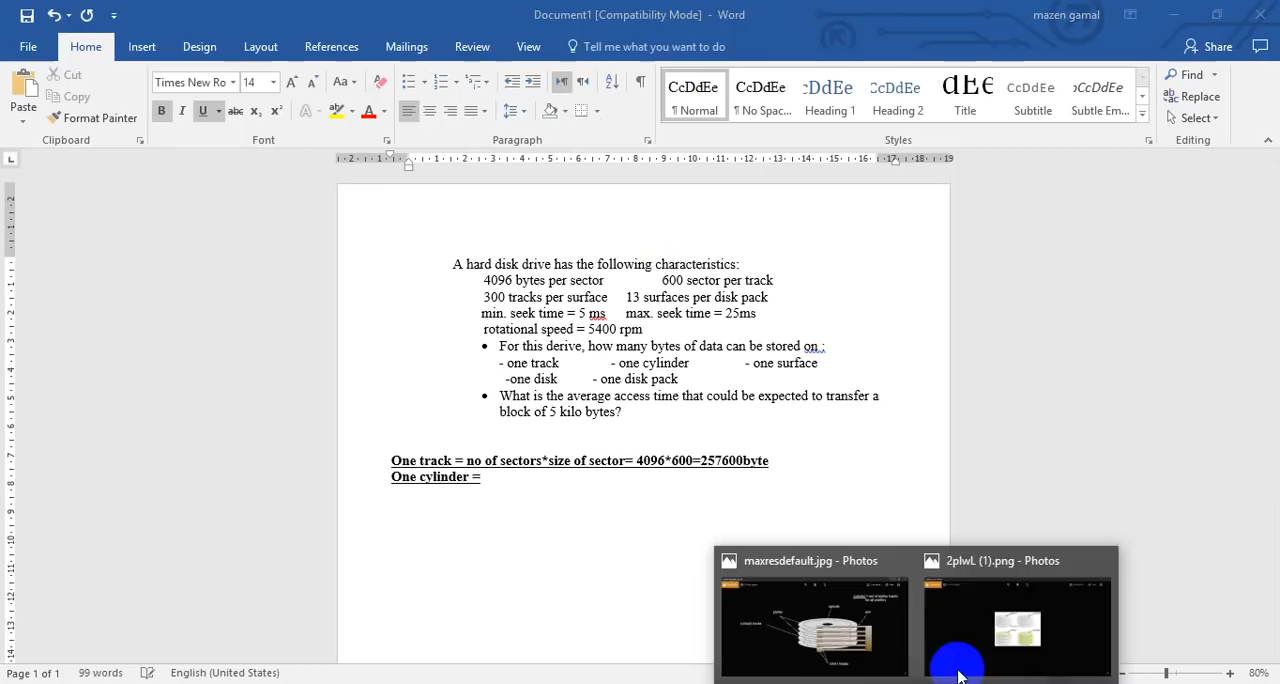 Document1 [Compatibility Mode] - Word
mazen gamal
File Home Insert Design Layout References Mailings Review View Tell me what you want to do Share
Paste
Cut
Copy
Format Painter
Clipboard
Times New Ro 14
Font
Paragraph
CcDdEe CcDdEe CcDdEe CcDdEe dEe CcDdEe CcDdEe
¶ Normal ¶ No Spac... Heading 1 Heading 2 Title Subtitle Subtle Em...
Styles
Find
Replace
Select
Editing
A hard disk drive has the following characteristics:
4096 bytes per sector 600 sector per track
300 tracks per surface 13 surfaces per disk pack
min. seek time = 5 ms max. seek time = 25ms
rotational speed = 5400 rpm
• For this derive, how many bytes of data can be stored on :
- one track - one cylinder - one surface
-one disk - one disk pack
• What is the average access time that could be expected to transfer a
block of 5 kilo bytes?
One track = no of sectors*size of sector= 4096*600=257600byte
One cylinder =
maxresdefault.jpg - Photos 2plwL (1).png - Photos
Page 1 of 1 99 words English (United States) 80%